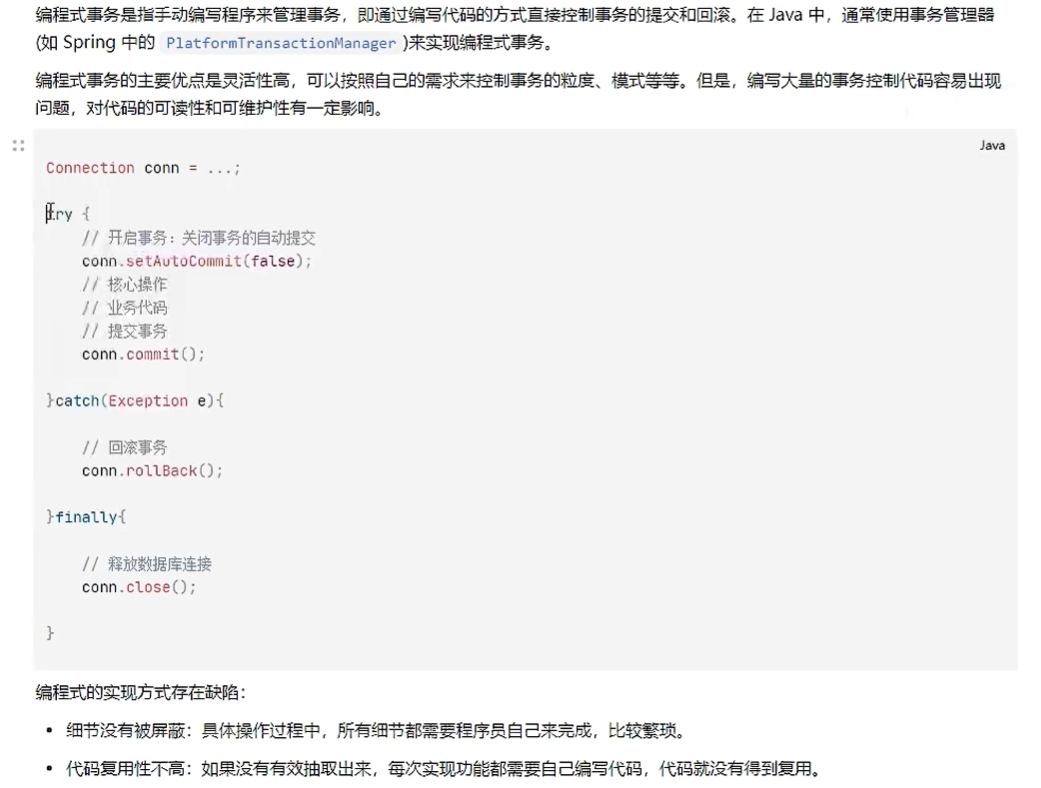 编程式事务是指手动编写程序来管理事务，即通过编写代码的方式直接控制事务的提交和回滚。在 Java 中，通常使用事务管理器
(如 Spring 中的 PlatformTransactionManager )来实现编程式事务。
编程式事务的主要优点是灵活性高，可以按照自己的需求来控制事务的粒度、模式等等。但是，编写大量的事务控制代码容易出现
问题，对代码的可读性和可维护性有一定影响。
Java
Connection conn = ...;
try {
// 开启事务：关闭事务的自动提交
conn.setAutoCommit(false);
// 核心操作
// 业务代码
// 提交事务
conn.commit();
}catch(Exception e){
// 回滚事务
conn.rollBack();
}finally{
// 释放数据库连接
conn.close();
}
编程式的实现方式存在缺陷：
• 细节没有被屏蔽：具体操作过程中，所有细节都需要程序员自己来完成，比较繁琐。
• 代码复用性不高：如果没有有效抽取出来，每次实现功能都需要自己编写代码，代码就没有得到复用。